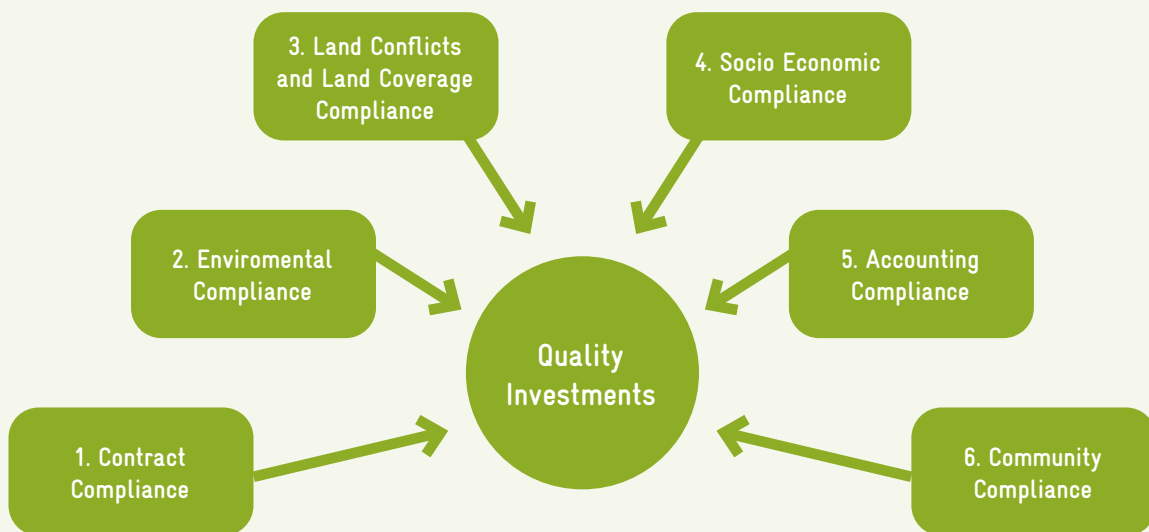 3. Land Conflicts
and Land Coverage
Compliance
4. Socio Economic
Compliance
2. Enviromental
Compliance
5. Accounting
Compliance
Quality
Investments
1. Contract
Compliance
6. Community
Compliance